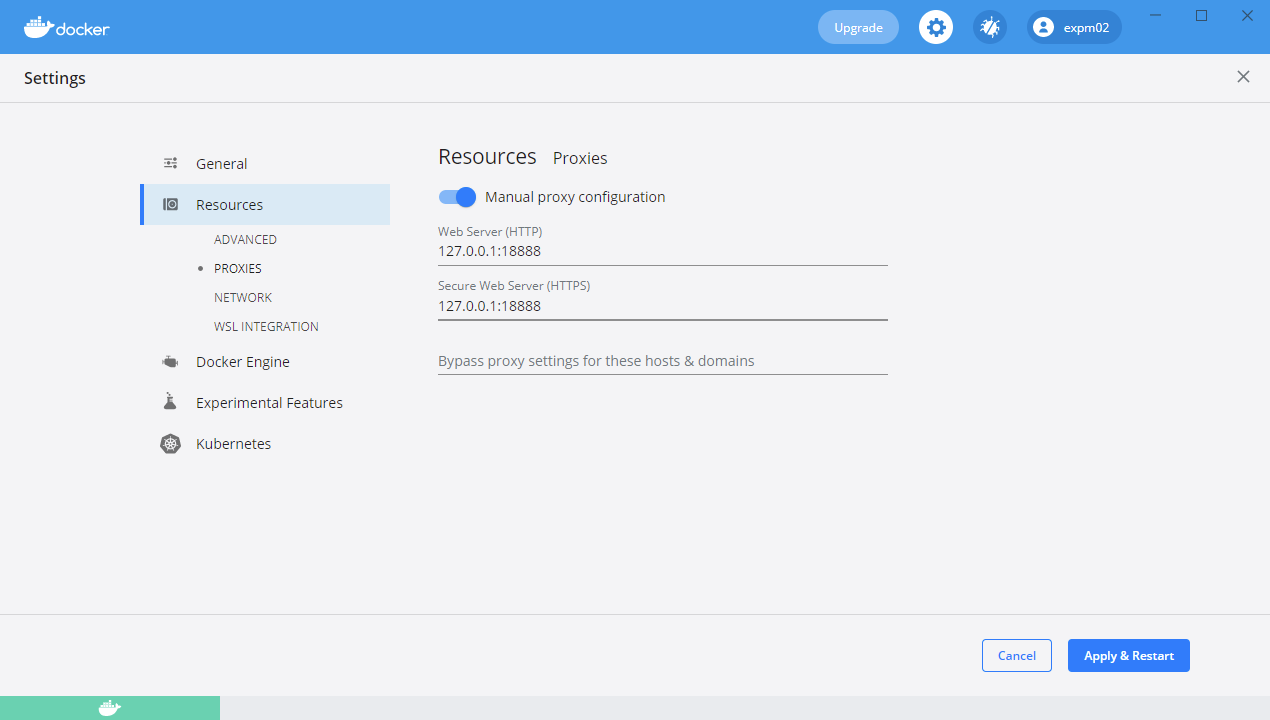 docker
Upgrade
expm02
Settings
General
Resources
ADVANCED
PROXIES
NETWORK
WSL INTEGRATION
Docker Engine
Experimental Features
Kubernetes
Resources Proxies
Manual proxy configuration
Web Server (HTTP)
127.0.0.1:18888
Secure Web Server (HTTPS)
127.0.0.1:18888
Bypass proxy settings for these hosts & domains
Cancel
Apply & Restart